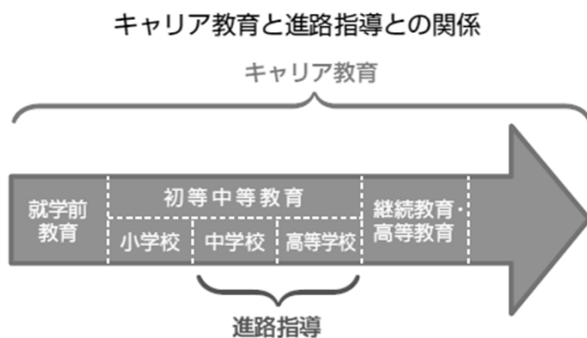 キャリア教育と進路指導との関係
キャリア教育
就学前
教育
初等中等教育
小学校
中学校
高等学校
継続教育・
高等教育
進路指導